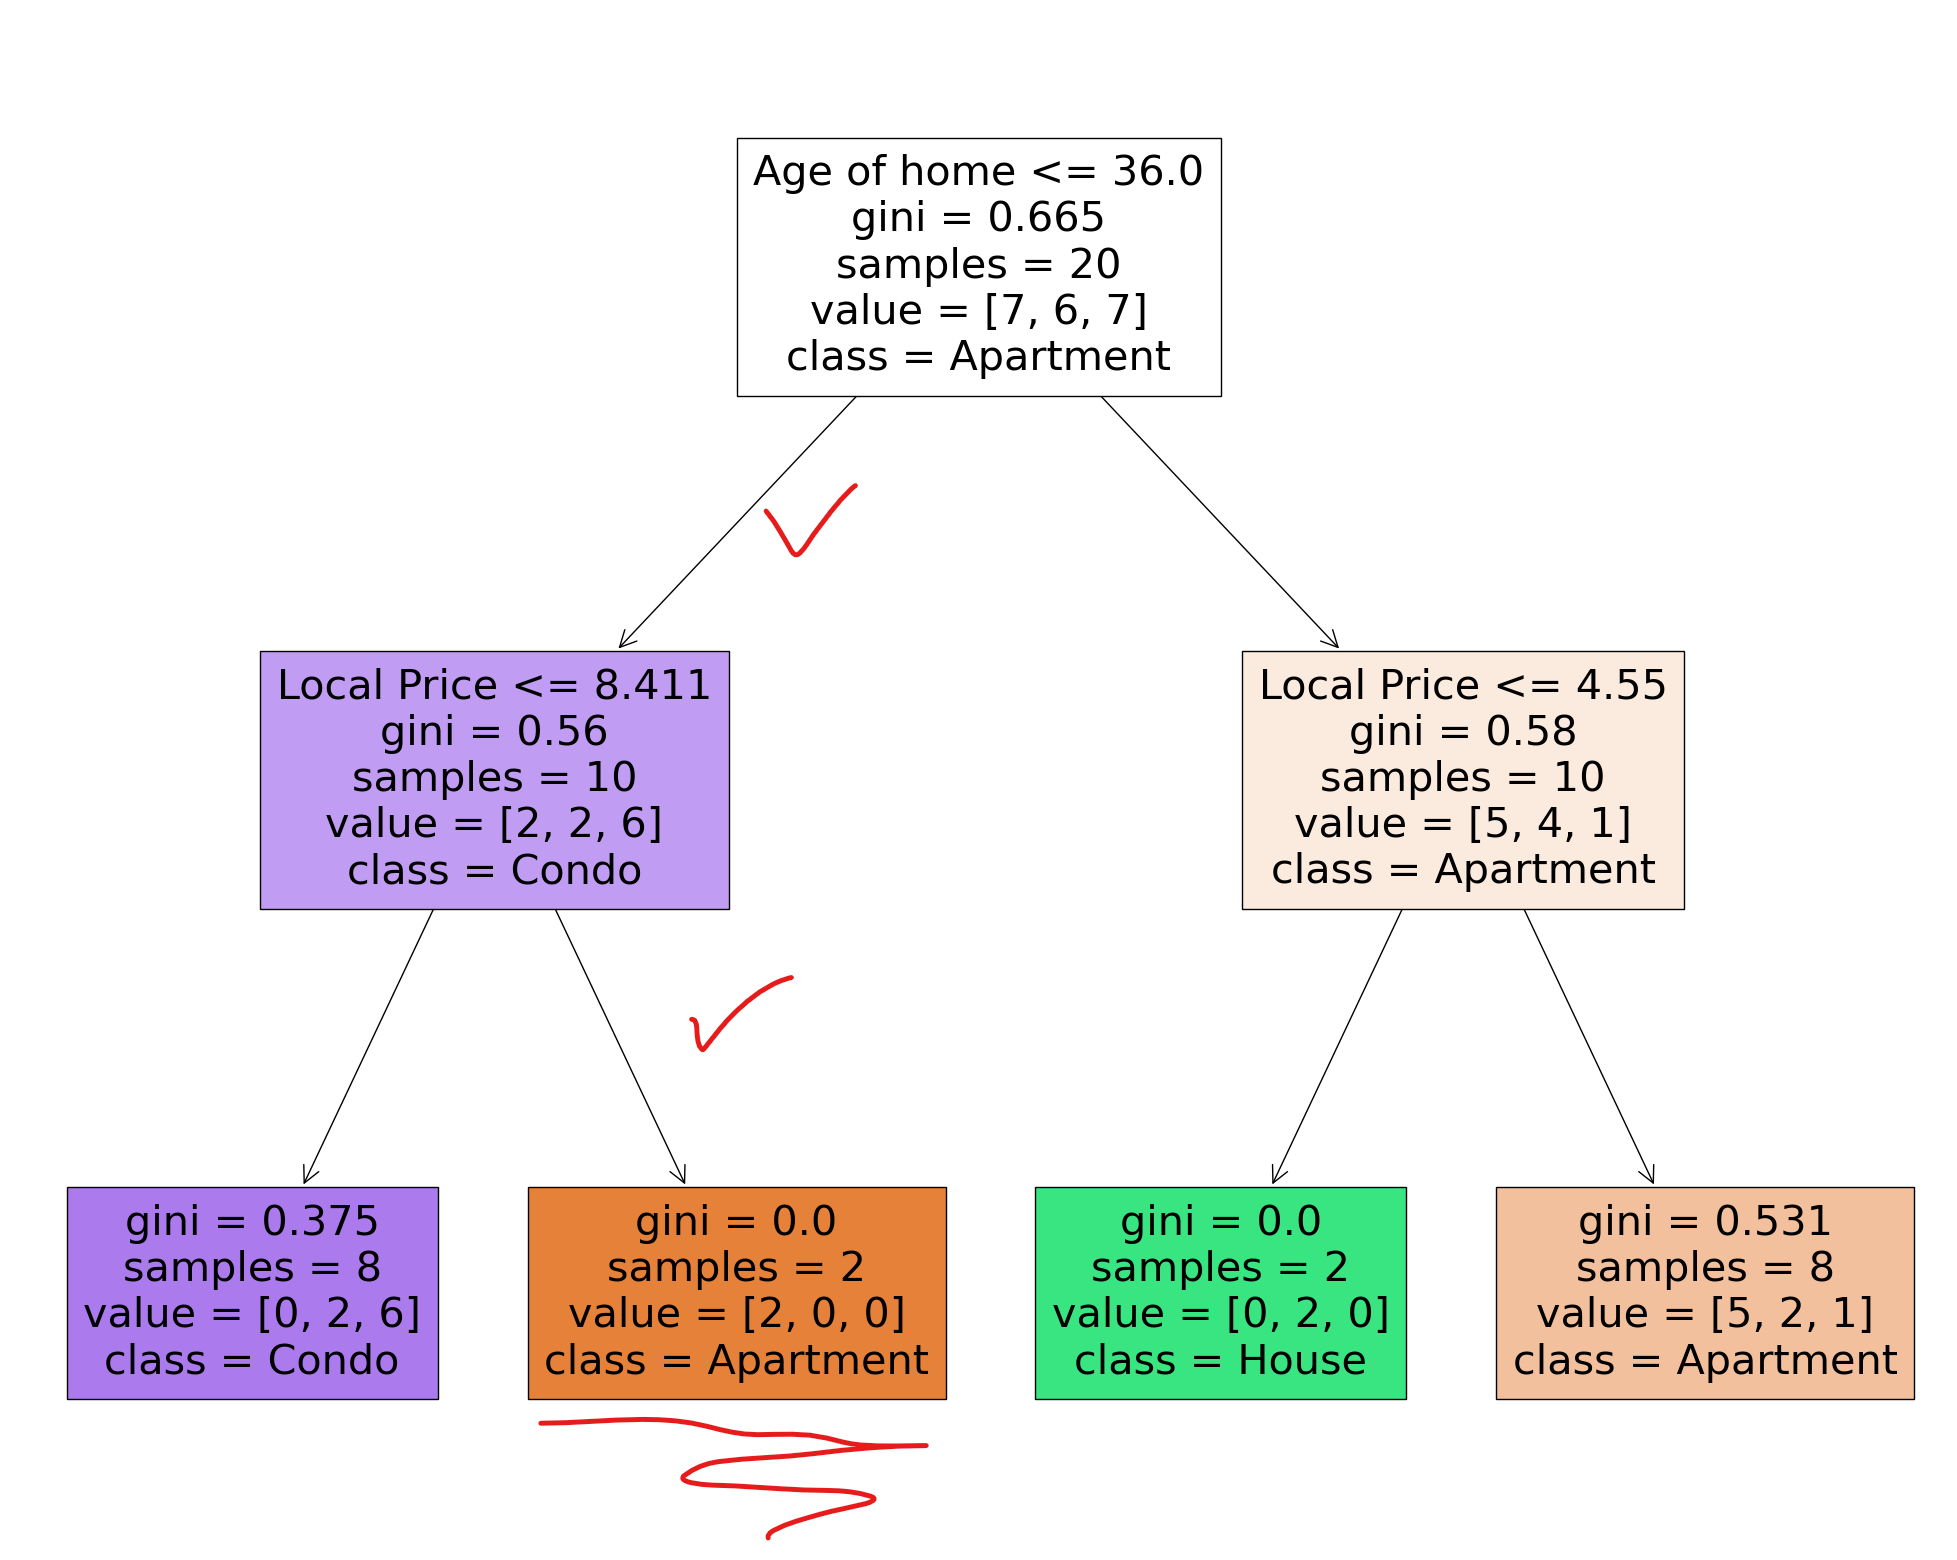 Age of home <= 36.0
gini = 0.665
samples = 20
value = [7, 6, 7]
class = Apartment
Local Price <= 8.411
gini = 0.56
samples = 10
value = [2, 2, 6]
class = Condo
Local Price <= 4.55
gini = 0.58
samples = 10
value = [5, 4, 1]
class = Apartment
gini = 0.375
samples = 8
value = [0, 2, 6]
class = Condo
gini = 0.0
samples = 2
value = [2, 0, 0]
class = Apartment
gini = 0.0
samples = 2
value = [0, 2, 0]
class = House
gini = 0.531
samples = 8
value = [5, 2, 1]
class = Apartment